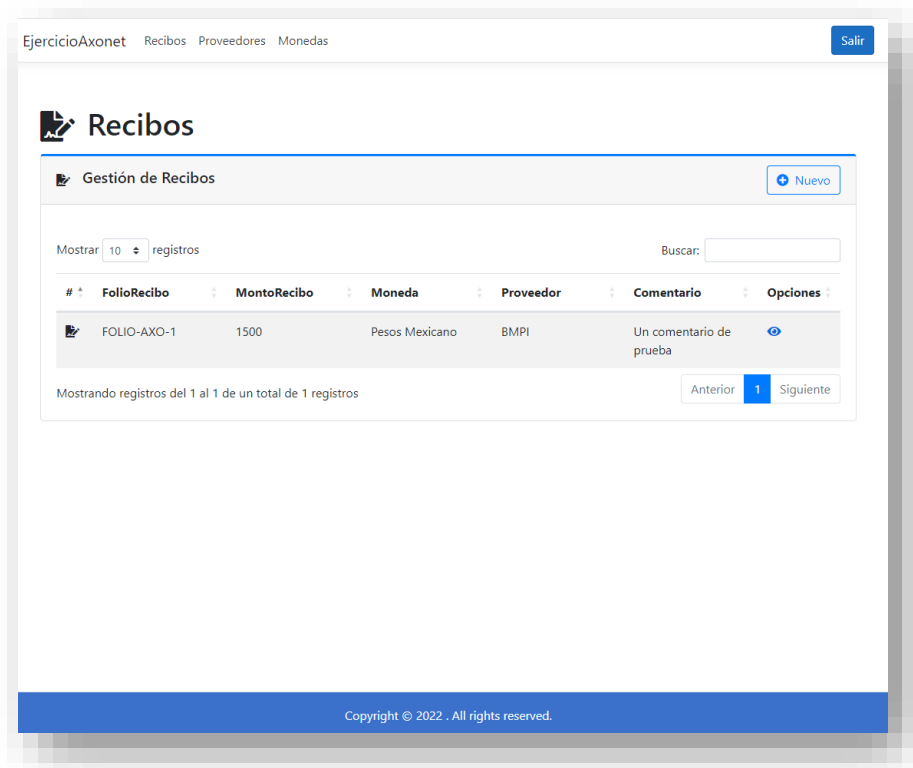 EjercicioAxonet Recibos Proveedores Monedas Salir
Recibos
Gestión de Recibos Nuevo
Mostrar 10 registros Buscar:
# FolioRecibo MontoRecibo Moneda Proveedor Comentario Opciones
FOLIO-AXO-1 1500 Pesos Mexicano BMPI Un comentario de
prueba
Mostrando registros del 1 al 1 de un total de 1 registros Anterior 1 Siguiente
Copyright © 2022 . All rights reserved.